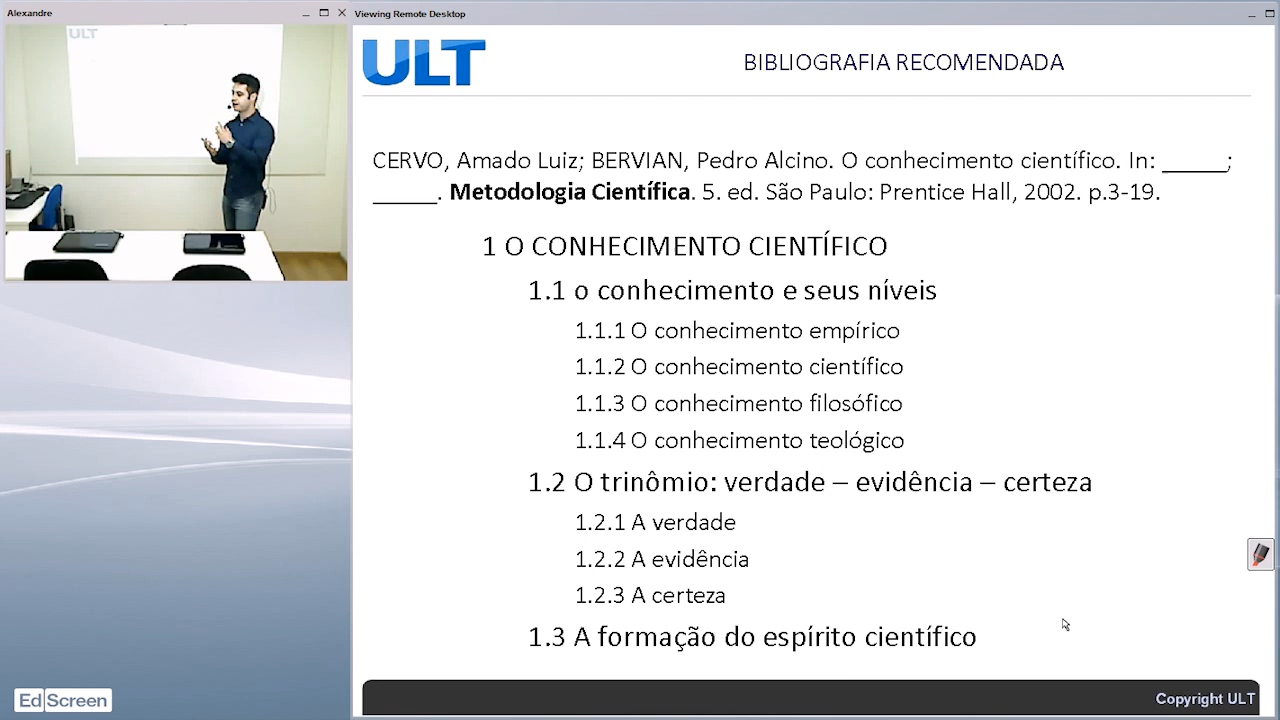 Alexandre
Viewing Remote Desktop
ULT
ULT
BIBLIOGRAFIA RECOMENDADA
CERVO, Amado Luiz; BERVIAN, Pedro Alcino. O conhecimento científico. In: ______;
______. Metodologia Científica. 5. ed. São Paulo: Prentice Hall, 2002. p.3-19.
1 O CONHECIMENTO CIENTÍFICO
1.1 o conhecimento e seus níveis
1.1.1 O conhecimento empírico
1.1.2 O conhecimento científico
1.1.3 O conhecimento filosófico
1.1.4 O conhecimento teológico
1.2 O trinômio: verdade – evidência – certeza
1.2.1 A verdade
1.2.2 A evidência
1.2.3 A certeza
1.3 A formação do espírito científico
EdScreen
Copyright ULT